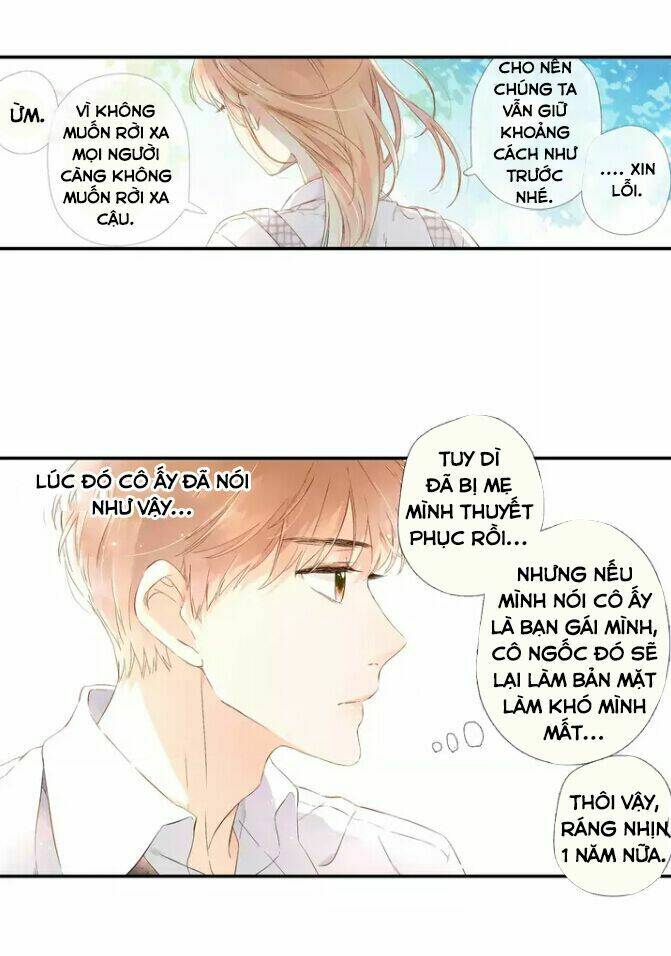 ỪM.
VÌ KHÔNG
MUỐN RỜI XA
MỌI NGƯỜI
CÀNG KHÔNG
MUỐN RỜI XA
CẬU.
CHO NÊN
CHÚNG TA
VẪN GIỮ
KHOẢNG
CÁCH NHƯ
TRƯỚC
NHÉ.
.... XIN
LỖI.
LÚC ĐÓ CÔ ẤY ĐÃ NÓI
NHƯ VẬY...
TUY DÌ
ĐÃ BỊ MẸ
MÌNH THUYẾT
PHỤC RỒI...
NHƯNG NẾU
MÌNH NÓI CÔ ẤY
LÀ BẠN GÁI MÌNH,
CÔ NGỐC ĐÓ SẼ
LẠI LÀM BẢN MẶT
LÀM KHÓ MÌNH
MẤT...
THÔI VẬY,
RÁNG NHỊN
1 NĂM NỮA.